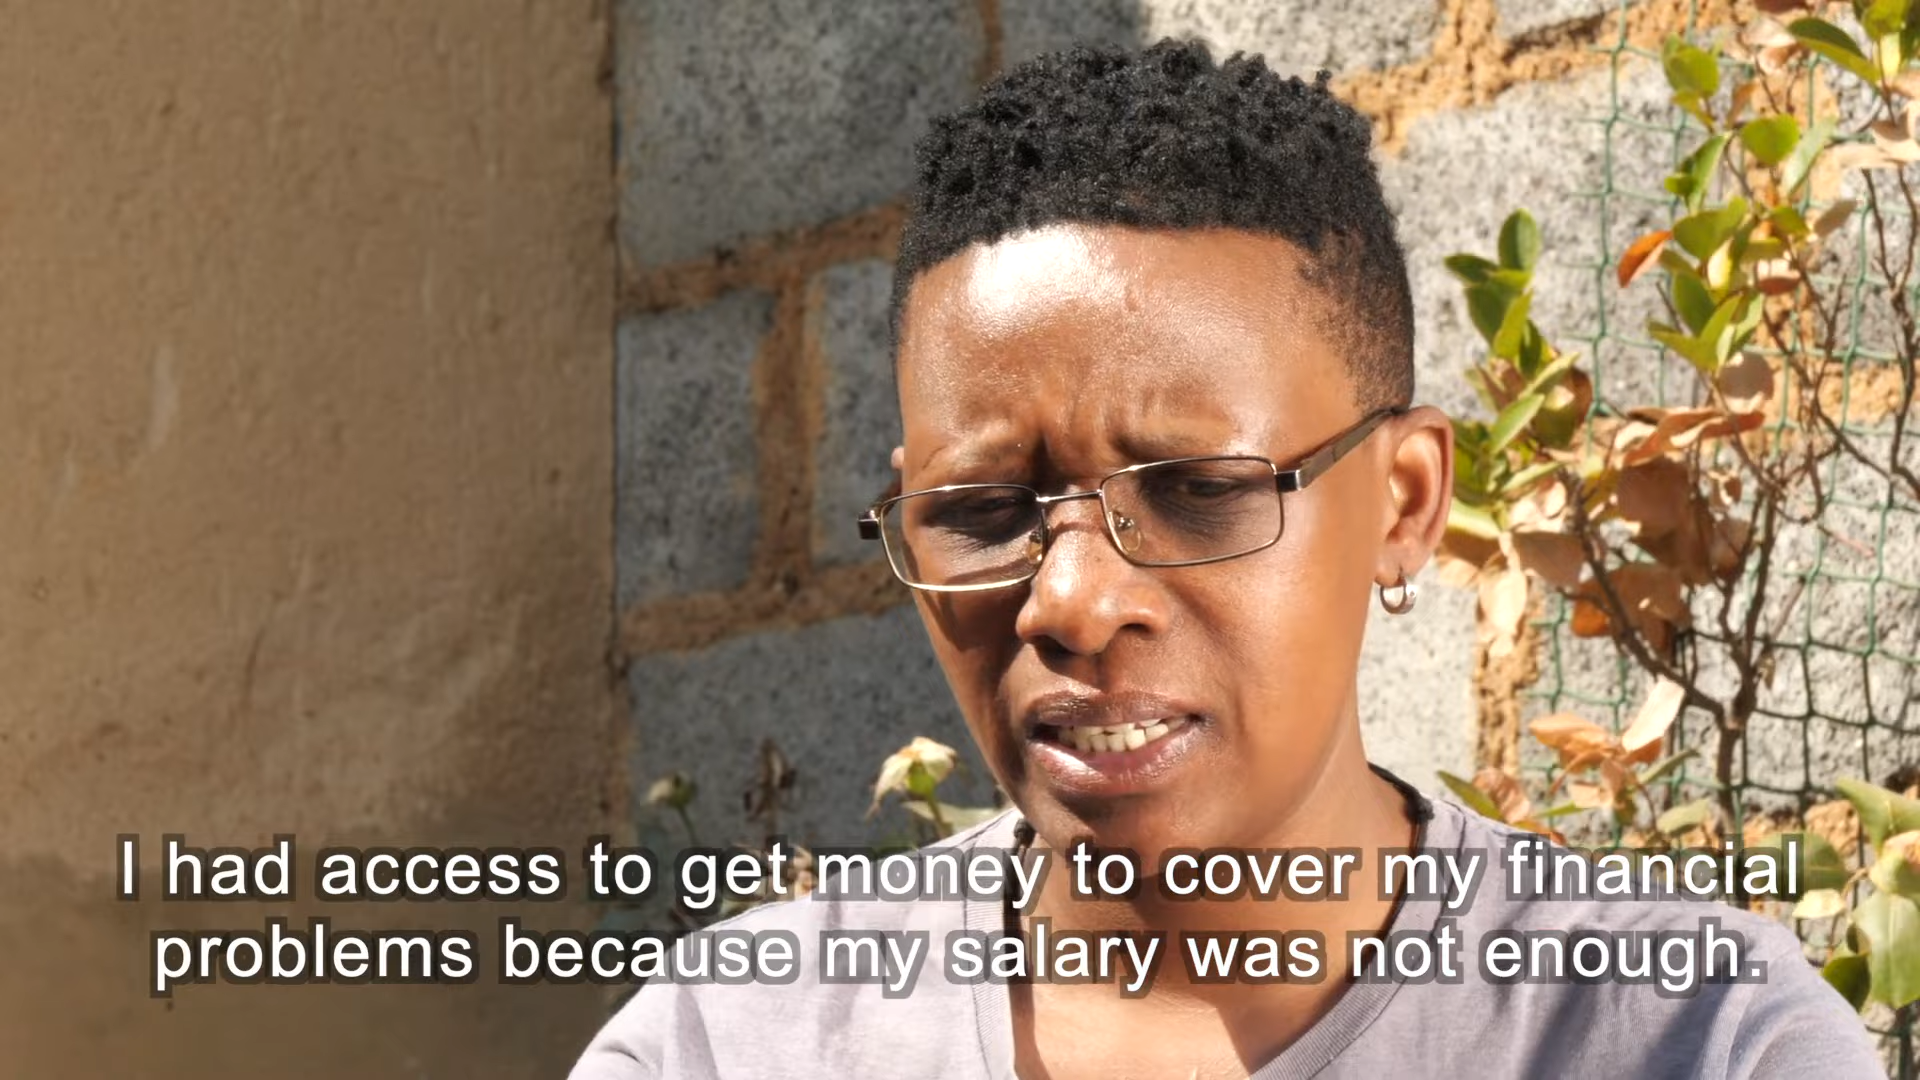 I had access to get money to cover my financial
problems because my salary was not enough.